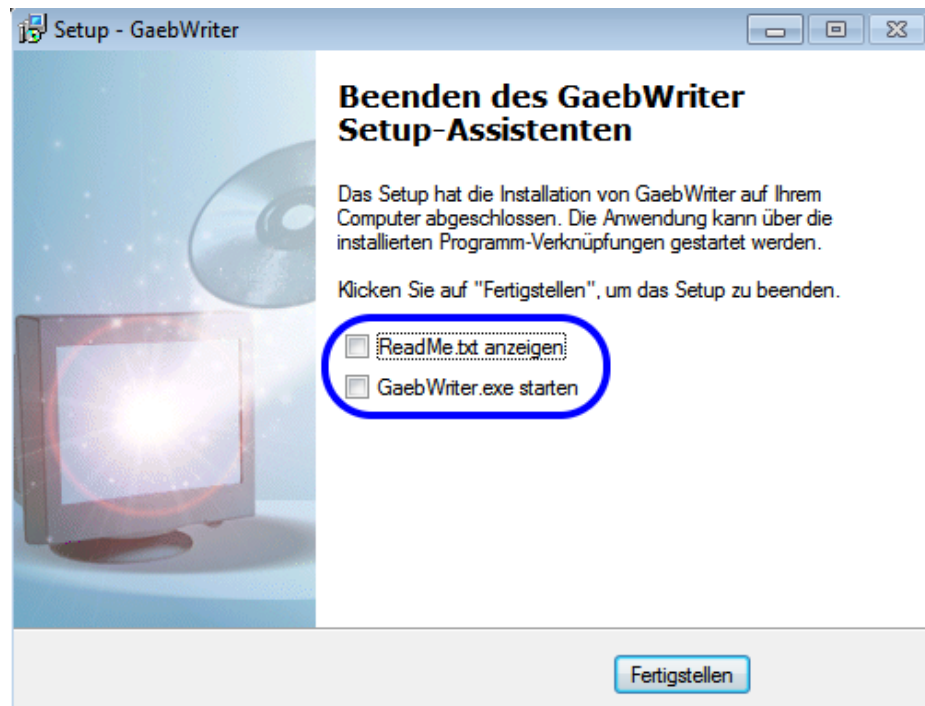 Setup - GaebWriter
Beenden des GaebWriter
Setup-Assistenten
Das Setup hat die Installation von GaebWriter auf Ihrem
Computer abgeschlossen. Die Anwendung kann über die
installierten Programm-Verknüpfungen gestartet werden.
Klicken Sie auf "Fertigstellen", um das Setup zu beenden.
ReadMe.txt anzeigen
GaebWriter.exe starten
Fertigstellen